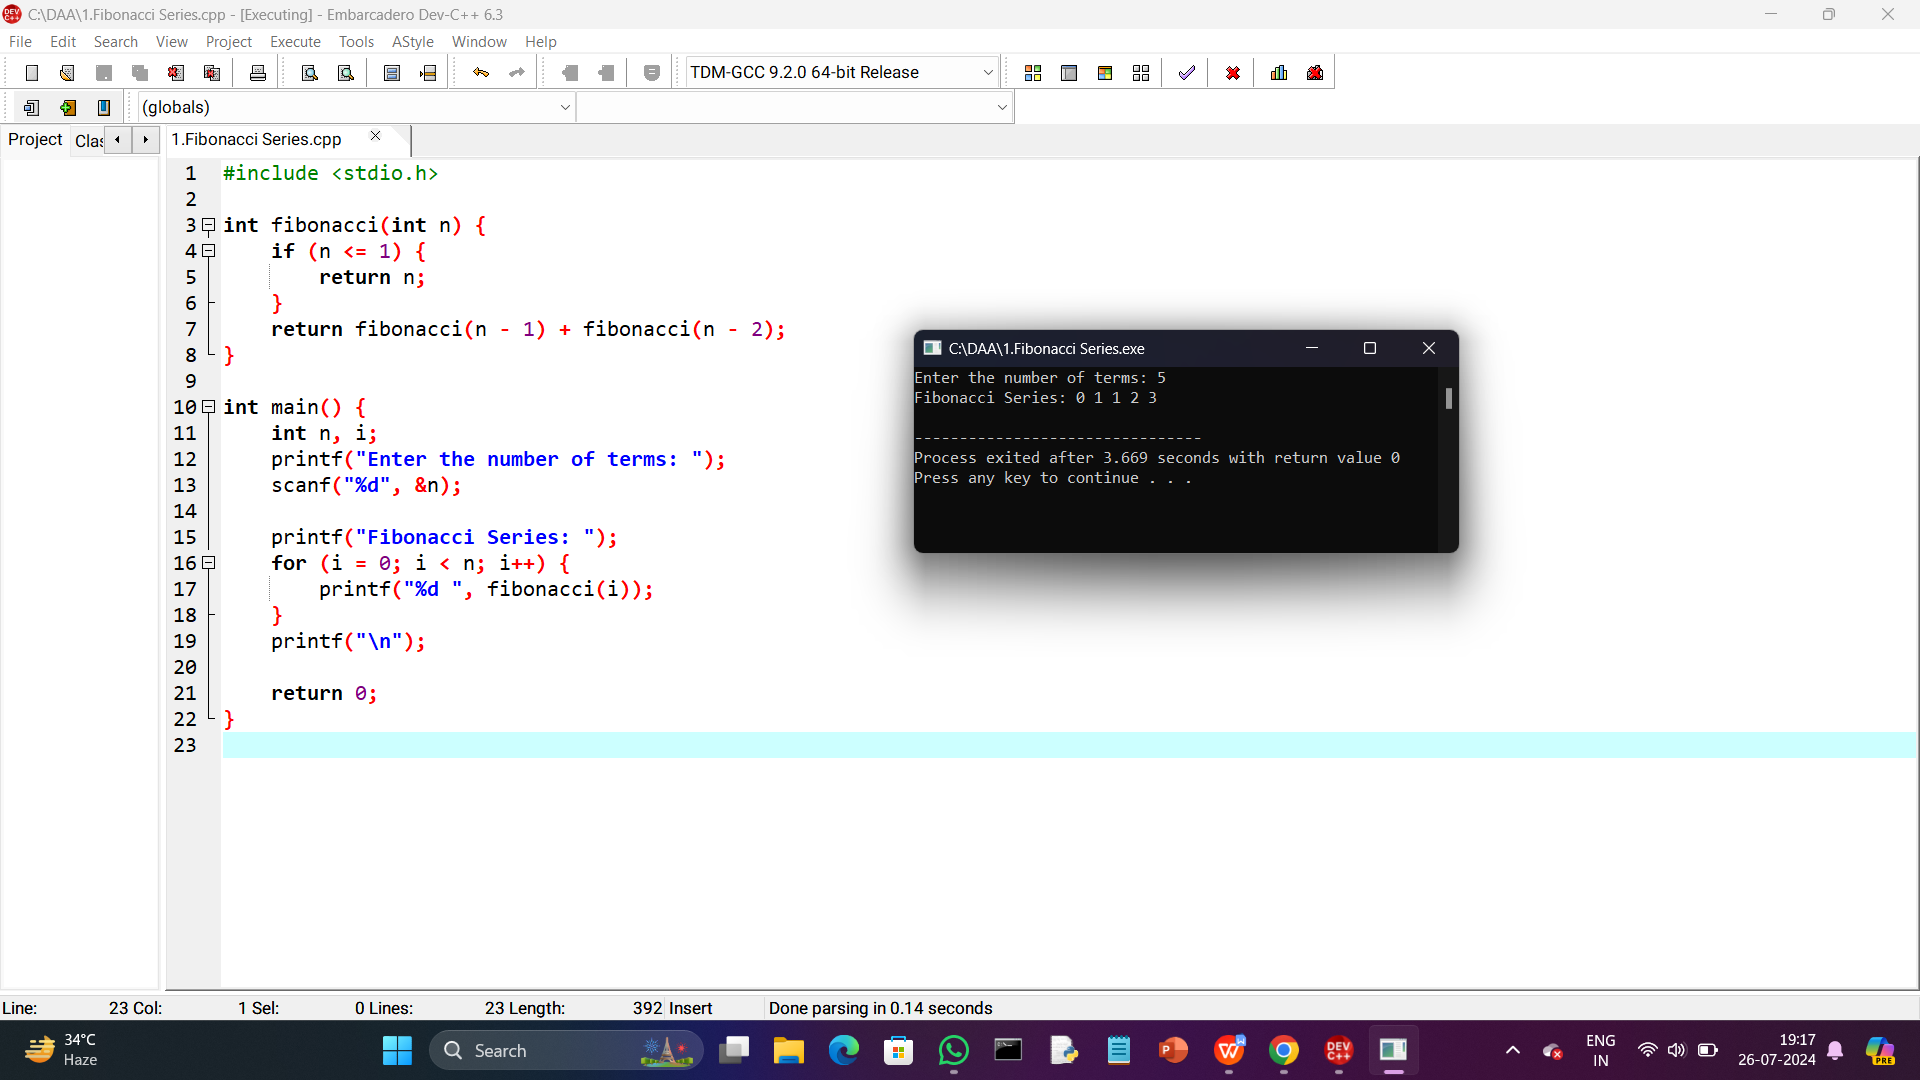 C:\DAA\1.Fibonacci Series.cpp - [Executing] - Embarcadero Dev-C++ 6.3
File Edit Search View Project Execute Tools AStyle Window Help
TDM-GCC 9.2.0 64-bit Release
(globals)
Project Clas 1.Fibonacci Series.cpp
1 #include <stdio.h>
2
3 int fibonacci(int n) {
4     if (n <= 1) {
5         return n;
6     }
7     return fibonacci(n - 1) + fibonacci(n - 2);
8 }
9
10 int main() {
11     int n, i;
12     printf("Enter the number of terms: ");
13     scanf("%d", &n);
14
15     printf("Fibonacci Series: ");
16     for (i = 0; i < n; i++) {
17         printf("%d ", fibonacci(i));
18     }
19     printf("\n");
20
21     return 0;
22 }
23
C:\DAA\1.Fibonacci Series.exe
Enter the number of terms: 5
Fibonacci Series: 0 1 1 2 3
--------------------------------
Process exited after 3.669 seconds with return value 0
Press any key to continue . . .
Line: 23 Col: 1 Sel: 0 Lines: 23 Length: 392 Insert Done parsing in 0.14 seconds
34°C
Haze
Search
DEV
C++
ENG
IN
19:17
26-07-2024
PRE